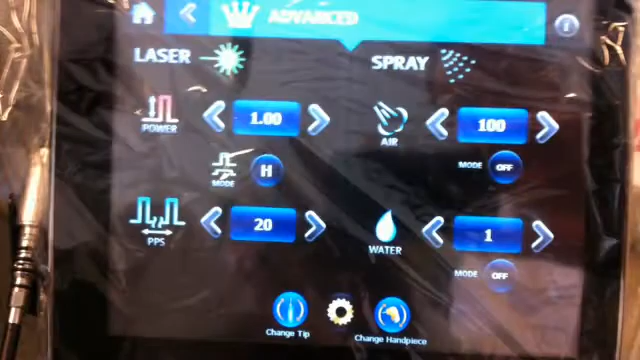 ADVANCED
i
LASER
SPRAY
POWER
1.00
AIR
100
MODE
H
MODE
OFF
PPS
20
WATER
1
MODE
OFF
Change Tip
Change Handpiece